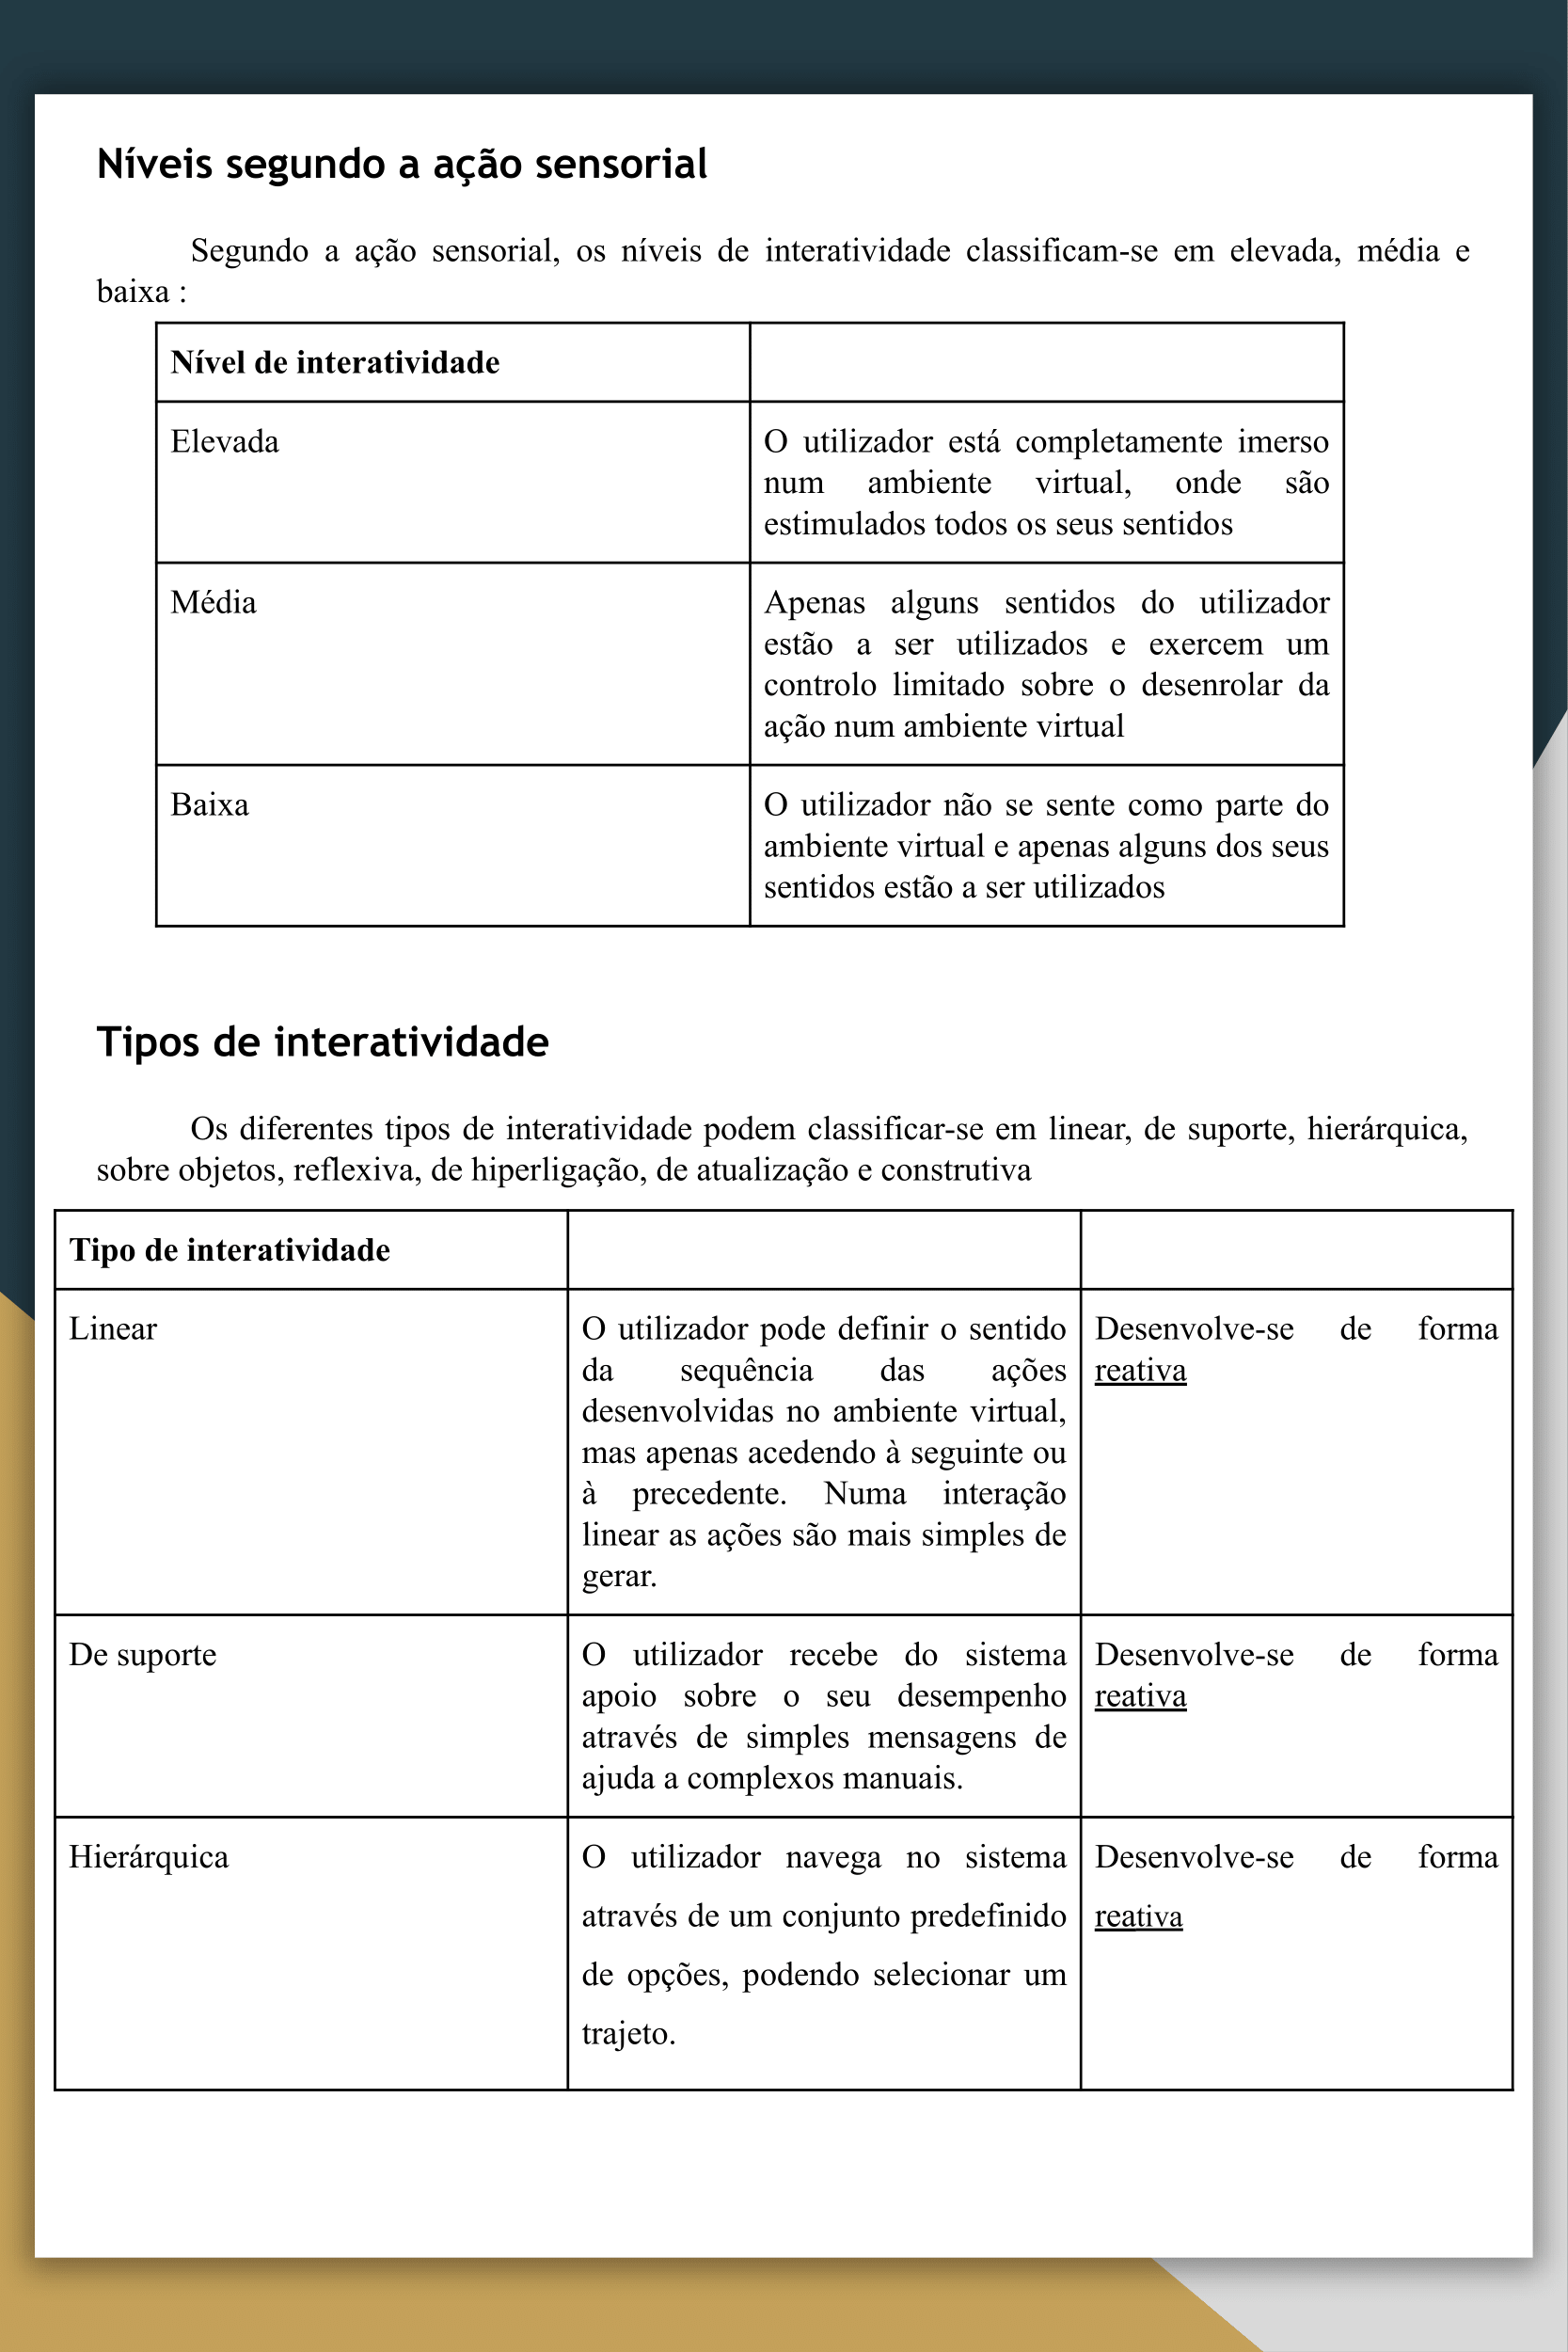 Níveis segundo a ação sensorial
Segundo a ação sensorial, os níveis de interatividade classificam-se em elevada, média e
baixa :
Nível de interatividade
Elevada
O utilizador está completamente imerso
num ambiente virtual, onde são
estimulados todos os seus sentidos
Média
Apenas alguns sentidos do utilizador
estão a ser utilizados e exercem um
controlo limitado sobre o desenrolar da
ação num ambiente virtual
Baixa
O utilizador não se sente como parte do
ambiente virtual e apenas alguns dos seus
sentidos estão a ser utilizados
Tipos de interatividade
Os diferentes tipos de interatividade podem classificar-se em linear, de suporte, hierárquica,
sobre objetos, reflexiva, de hiperligação, de atualização e construtiva
Tipo de interatividade
Linear
O utilizador pode definir o sentido
da sequência das ações
desenvolvidas no ambiente virtual,
mas apenas acedendo à seguinte ou
à precedente. Numa interação
linear as ações são mais simples de
gerar.
Desenvolve-se de forma
reativa
De suporte
O utilizador recebe do sistema
apoio sobre o seu desempenho
através de simples mensagens de
ajuda a complexos manuais.
Desenvolve-se de forma
reativa
Hierárquica
O utilizador navega no sistema
através de um conjunto predefinido
de opções, podendo selecionar um
trajeto.
Desenvolve-se de forma
reativa